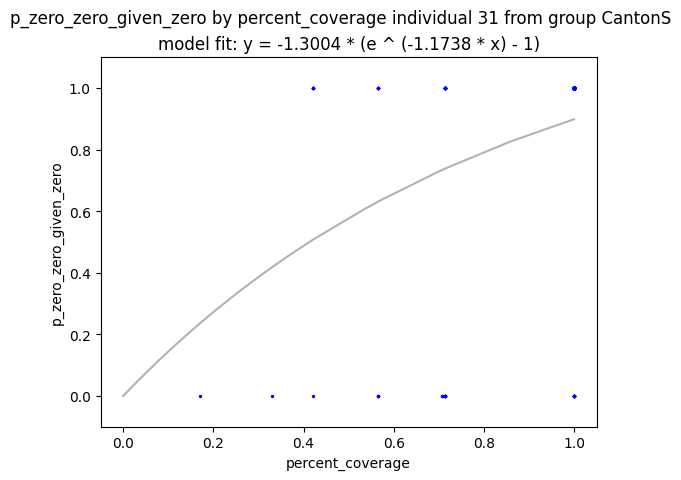 p_zero_zero_given_zero by percent_coverage individual 31 from group CantonS
model fit: y = -1.3004 * (e ^ (-1.1738 * x) - 1)
1.0
0.8
0.6
0.4
0.2
0.0
p_zero_zero_given_zero
0.0 0.2 0.4 0.6 0.8 1.0
percent_coverage